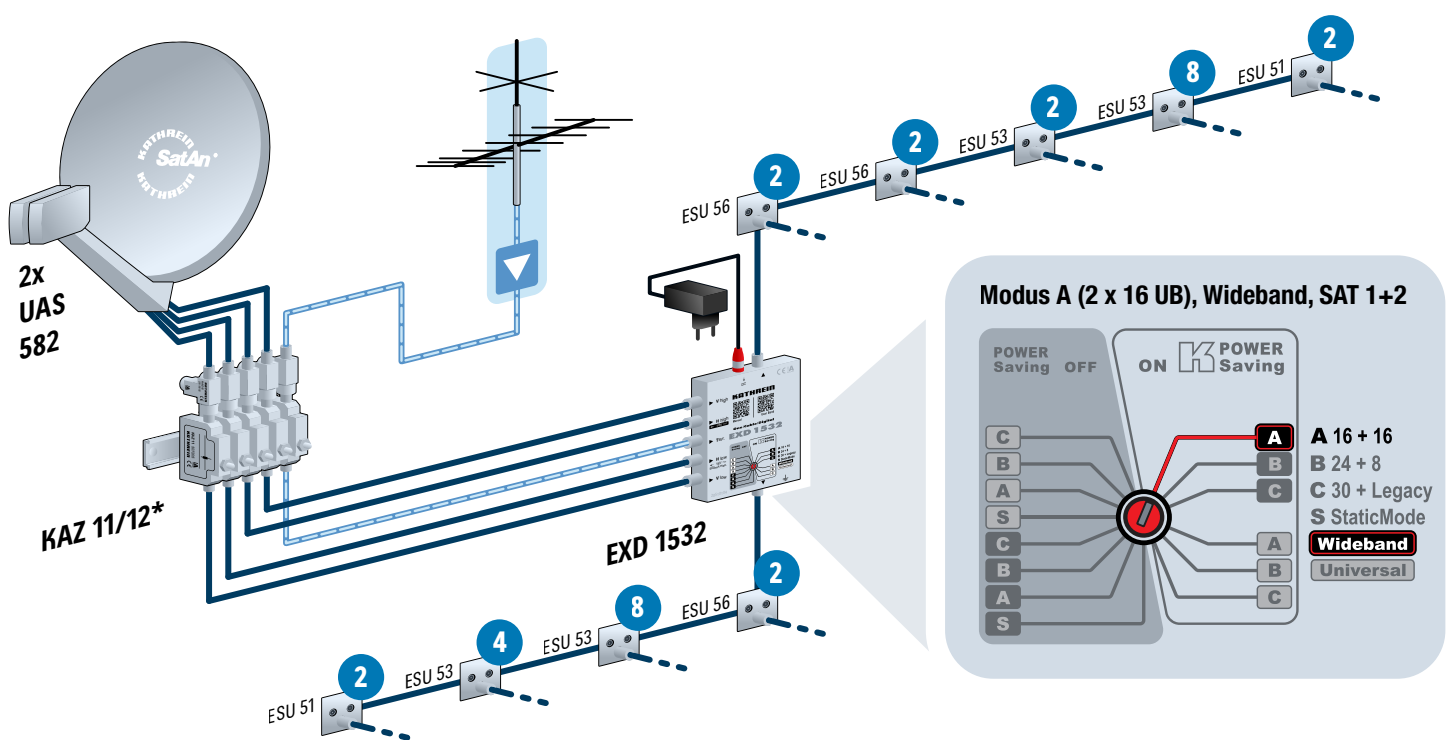 KATHREIN
SatAn
KATHREIN
2x
UAS
582
KAZ 11/12*
EXD 1532
KATHREIN
EXD 1532
ESU 56
2
ESU 56
2
ESU 53
2
ESU 53
8
ESU 51
2
ESU 56
2
ESU 53
8
ESU 53
4
ESU 51
2
Modus A (2 x 16 UB), Wideband, SAT 1+2
POWER
Saving OFF
ON K POWER
Saving
C
B
A
S
C
B
A
S
A
B
C
A
B
C
A 16 + 16
B 24 + 8
C 30 + Legacy
S StaticMode
Wideband
Universal